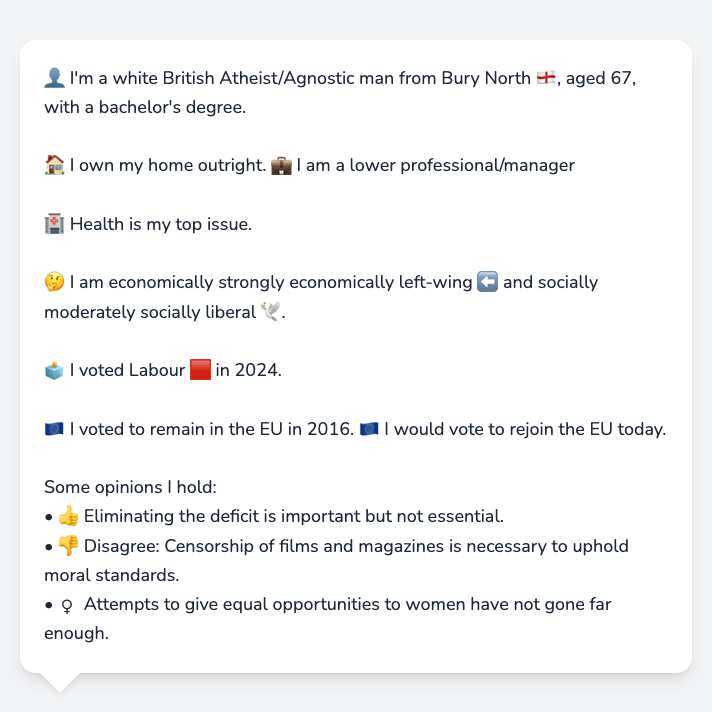 👤 I'm a white British Atheist/Agnostic man from Bury North 🏴󠁧󠁢󠁥󠁮󠁧󠁿, aged 67,
with a bachelor's degree.
🏠 I own my home outright. 💼 I am a lower professional/manager
🏥 Health is my top issue.
🤔 I am economically strongly economically left-wing ⬅️ and socially
moderately socially liberal 🕊️.
🗳️ I voted Labour 🟥 in 2024.
🇪🇺 I voted to remain in the EU in 2016. 🇪🇺 I would vote to rejoin the EU today.
Some opinions I hold:
• 👍 Eliminating the deficit is important but not essential.
• 👎 Disagree: Censorship of films and magazines is necessary to uphold
moral standards.
• ♀ Attempts to give equal opportunities to women have not gone far
enough.